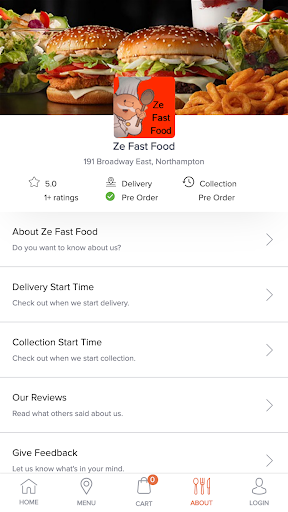 Ze
Fast
Food
Ze Fast Food
191 Broadway East, Northampton
5.0
Delivery
Collection
1+ ratings
Pre Order
Pre Order
About Ze Fast Food
Do you want to know about us?
Delivery Start Time
Check out when we start delivery.
Collection Start Time
Check out when we start collection.
Our Reviews
Read what others said about us.
Give Feedback
Let us know what's in your mind.
0
HOME
MENU
CART
ABOUT
LOGIN